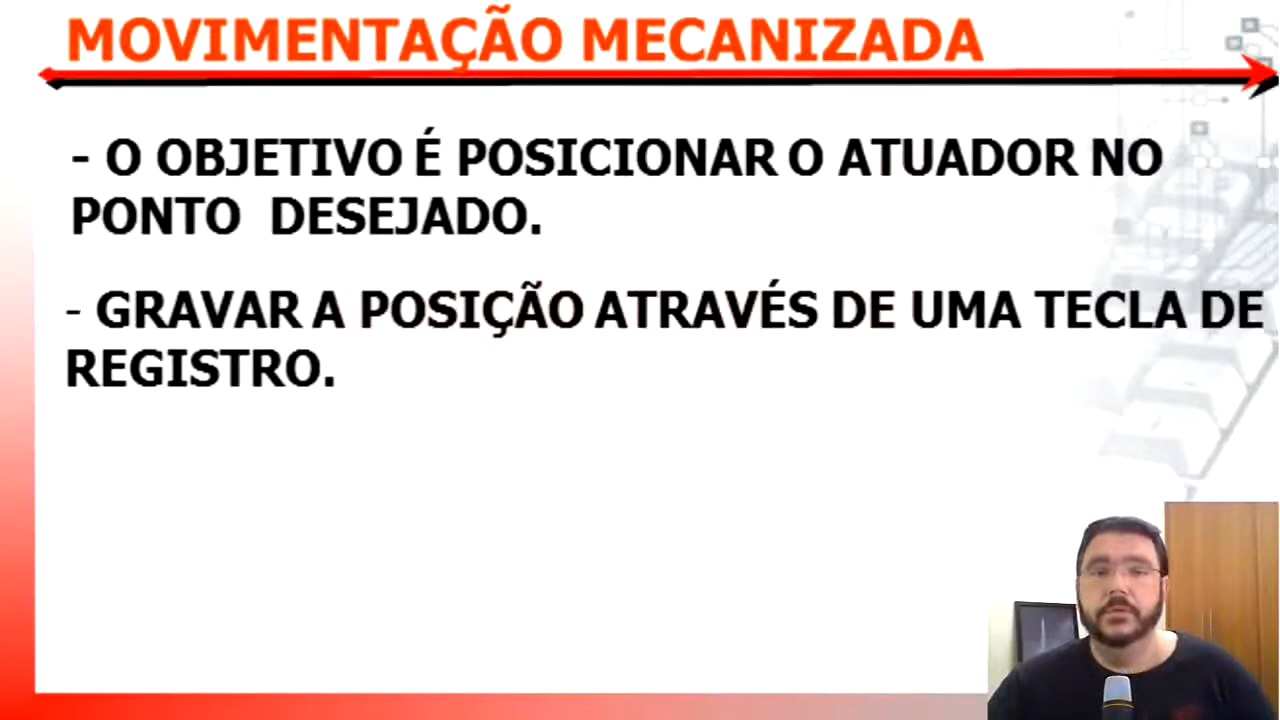 MOVIMENTAÇÃO MECANIZADA
- O OBJETIVO É POSICIONAR O ATUADOR NO
PONTO DESEJADO.
- GRAVAR A POSIÇÃO ATRAVÉS DE UMA TECLA DE
REGISTRO.